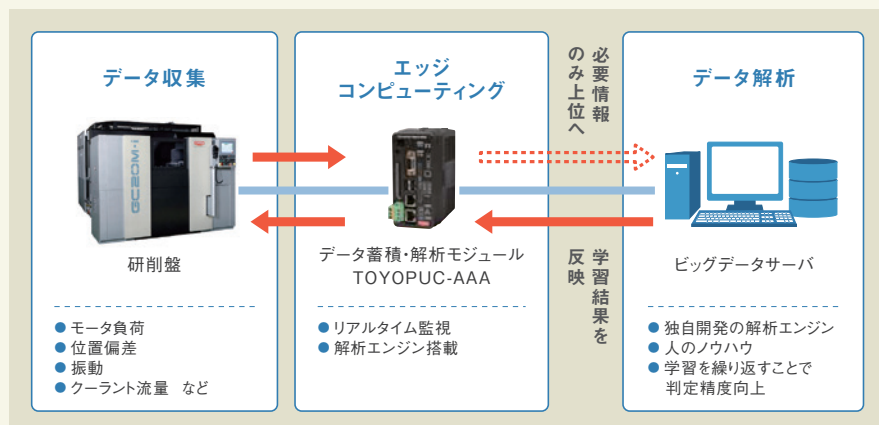 データ収集
GC20M・i
研削盤
● モータ負荷
● 位置偏差
● 振動
● クーラント流量 など
エッジ
コンピューティング
データ蓄積・解析モジュール
TOYOPUC-AAA
● リアルタイム監視
● 解析エンジン搭載
必要情報
のみ上位へ
学習結果を
反映
データ解析
ビッグデータサーバ
● 独自開発の解析エンジン
● 人のノウハウ
● 学習を繰り返すことで
判定精度向上